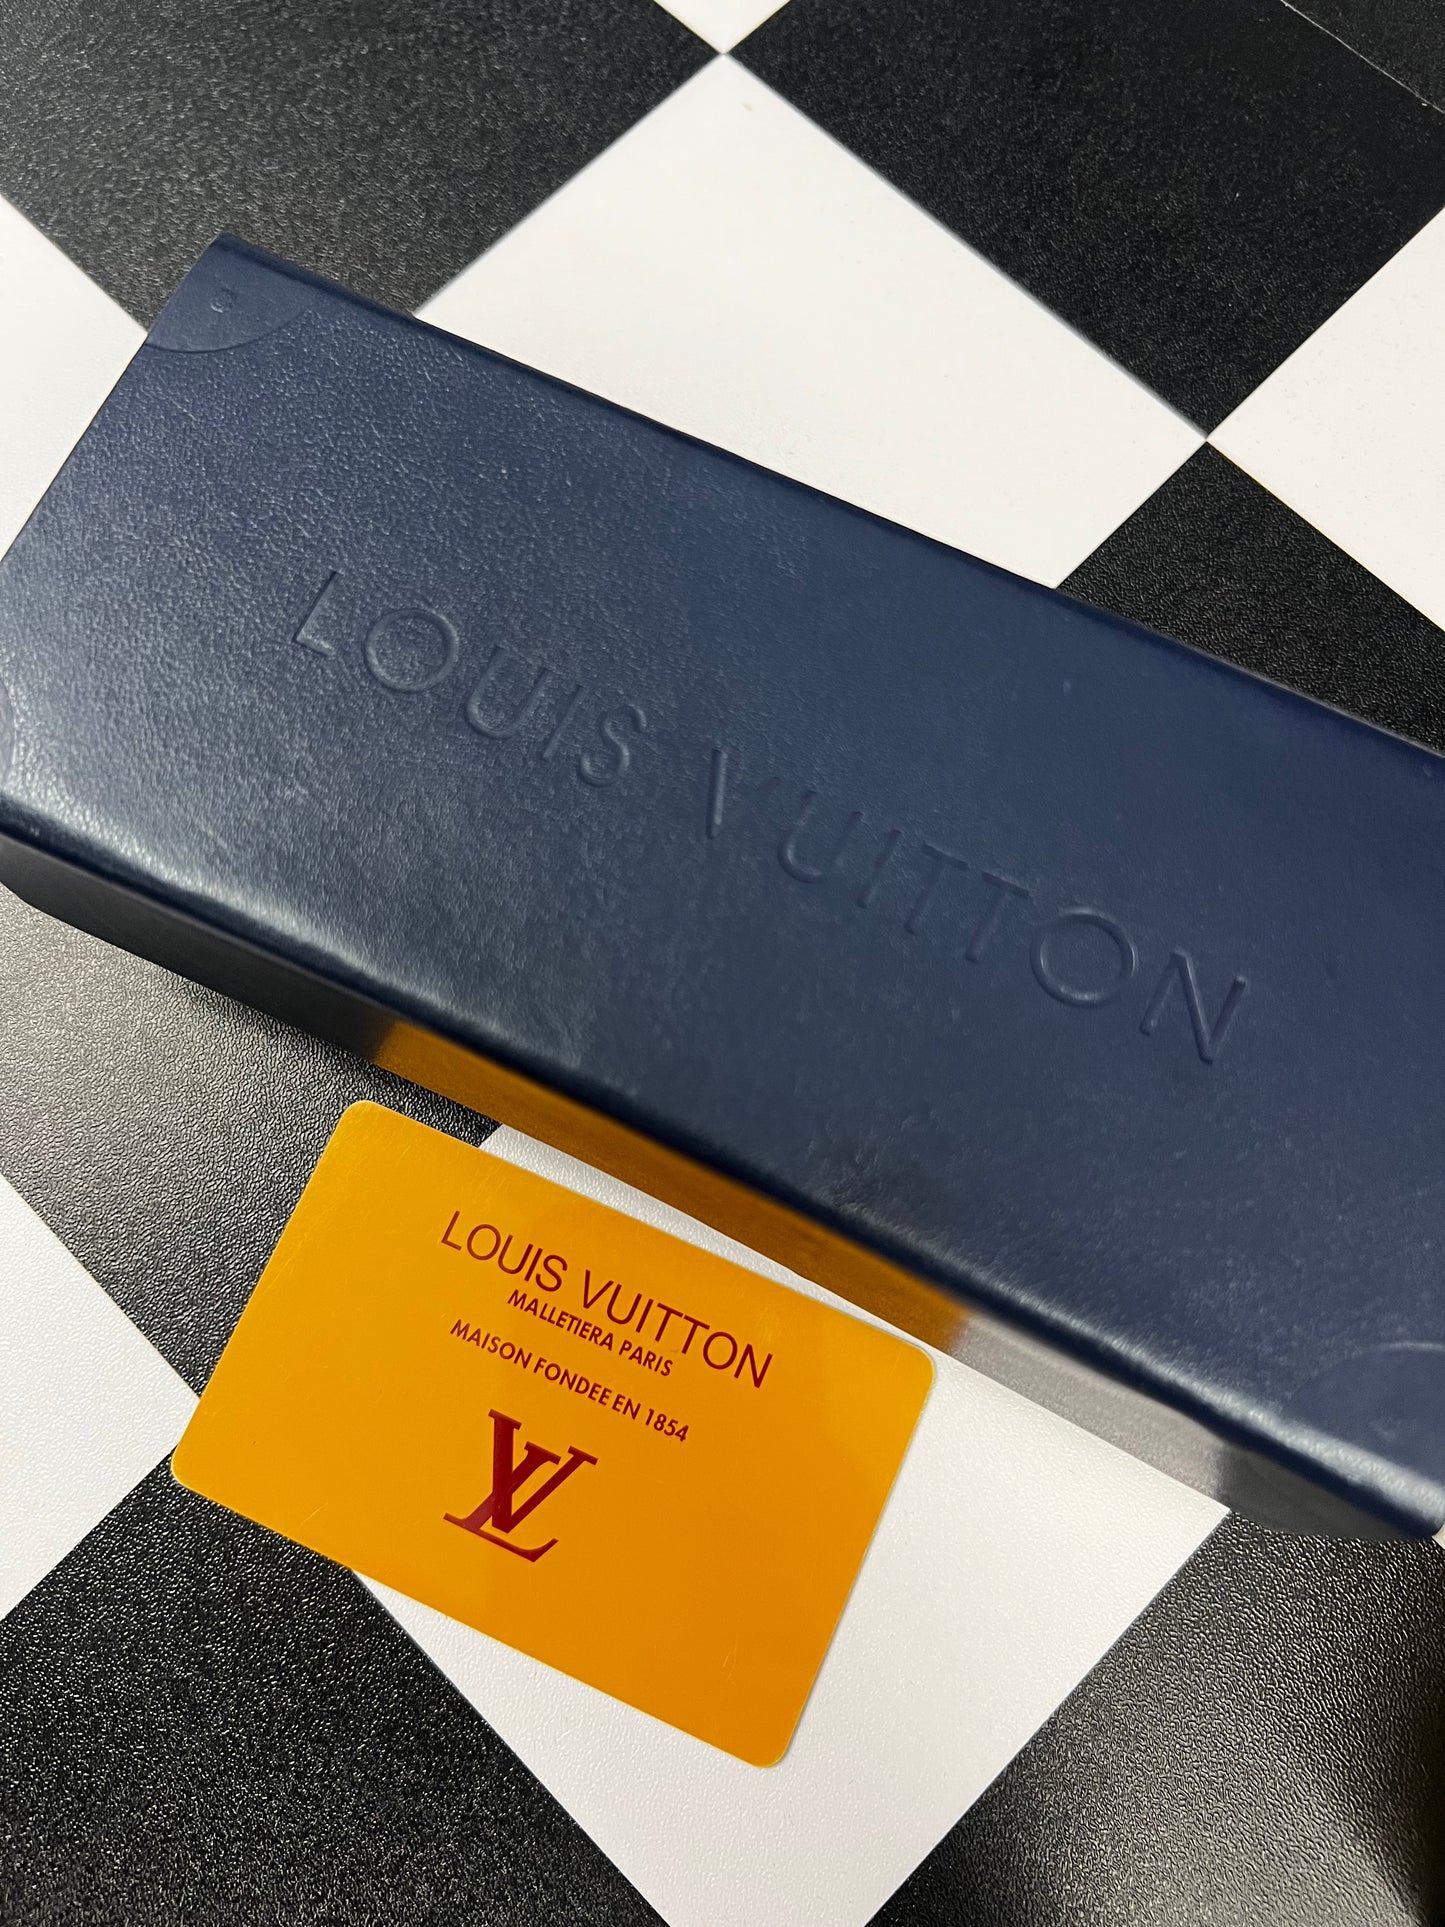 LOUIS VUITTON
LOUIS VUITTON
MALLETIERA PARIS
MAISON FONDEE EN 1854
LV